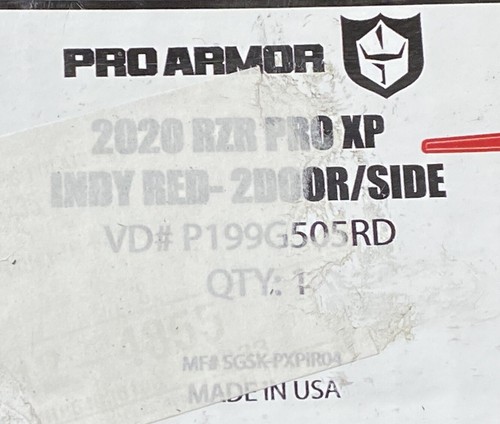 PRO ARMOR
2020 RZR PRO XP
INDY RED- 2DOOR/SIDE
VD# P199G505RD
QTY: 1
MF# SGSK-PXPIR04
MADE IN USA